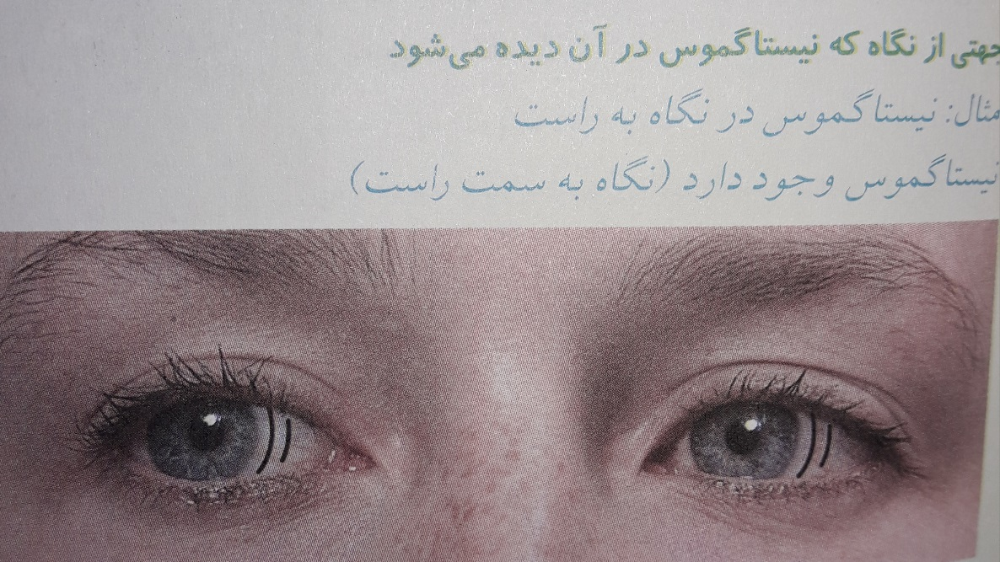 جهتی از نگاه که نیستاگموس در آن دیده می‌شود
مثال: نیستاگموس در نگاه به راست
نیستاگموس وجود دارد (نگاه به سمت راست)